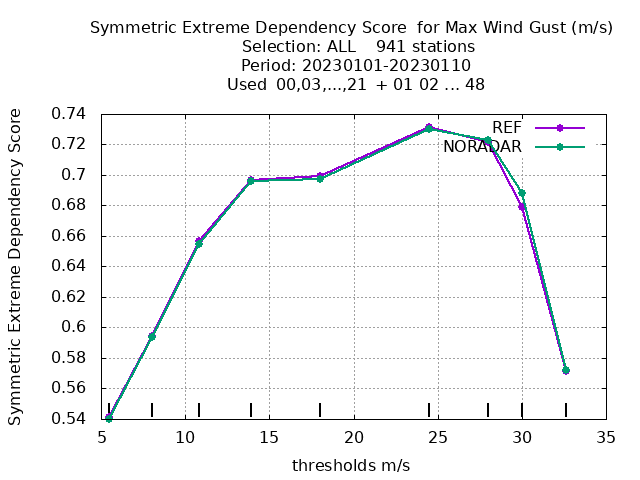 Symmetric Extreme Dependency Score for Max Wind Gust (m/s)
Selection: ALL 941 stations
Period: 20230101-20230110
Used 00,03,...,21 + 01 02 ... 48
Symmetric Extreme Dependency Score
0.74
0.72
0.7
0.68
0.66
0.64
0.62
0.6
0.58
0.56
0.54
REF
NORADAR
5 10 15 20 25 30 35
thresholds m/s